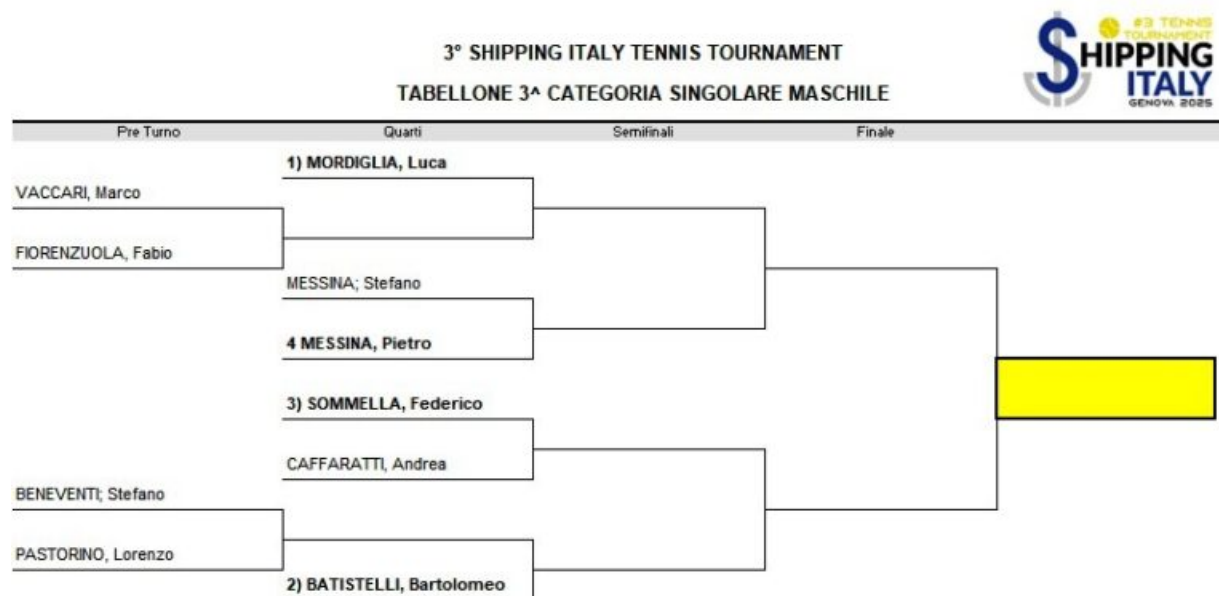 3° SHIPPING ITALY TENNIS TOURNAMENT
TABELLONE 3^ CATEGORIA SINGOLARE MASCHILE
#3 TENNIS
TOURNAMENT
SHIPPING
ITALY
GENOVA 2025
Pre Turno Quarti Semifinali Finale
1) MORDIGLIA, Luca
VACCARI, Marco
FIORENZUOLA, Fabio
MESSINA; Stefano
4 MESSINA, Pietro
3) SOMMELLA, Federico
CAFFARATTI, Andrea
BENEVENTI; Stefano
PASTORINO, Lorenzo
2) BATISTELLI, Bartolomeo